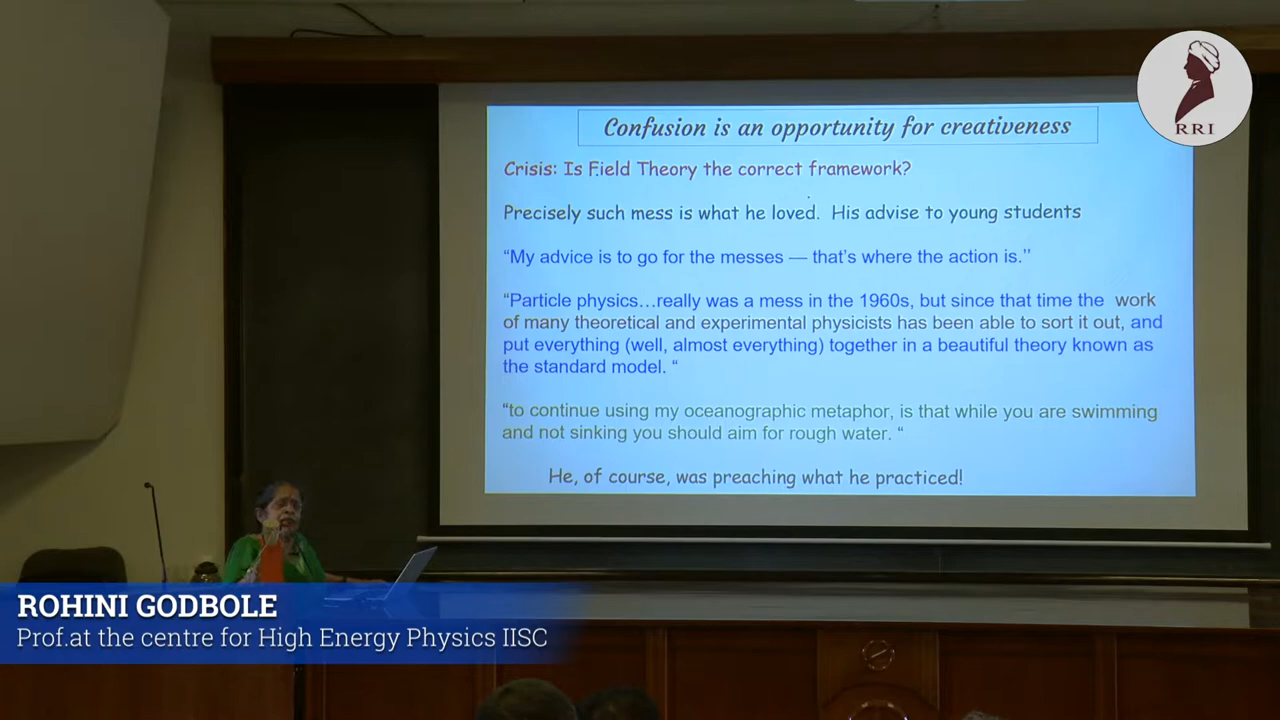 RRI
Confusion is an opportunity for creativeness
Crisis: Is Field Theory the correct framework?
Precisely such mess is what he loved. His advise to young students
“My advice is to go for the messes — that’s where the action is.’’
“Particle physics…really was a mess in the 1960s, but since that time the work
of many theoretical and experimental physicists has been able to sort it out, and
put everything (well, almost everything) together in a beautiful theory known as
the standard model. “
“to continue using my oceanographic metaphor, is that while you are swimming
and not sinking you should aim for rough water. “
He, of course, was preaching what he practiced!
ROHINI GODBOLE
Prof.at the centre for High Energy Physics IISC